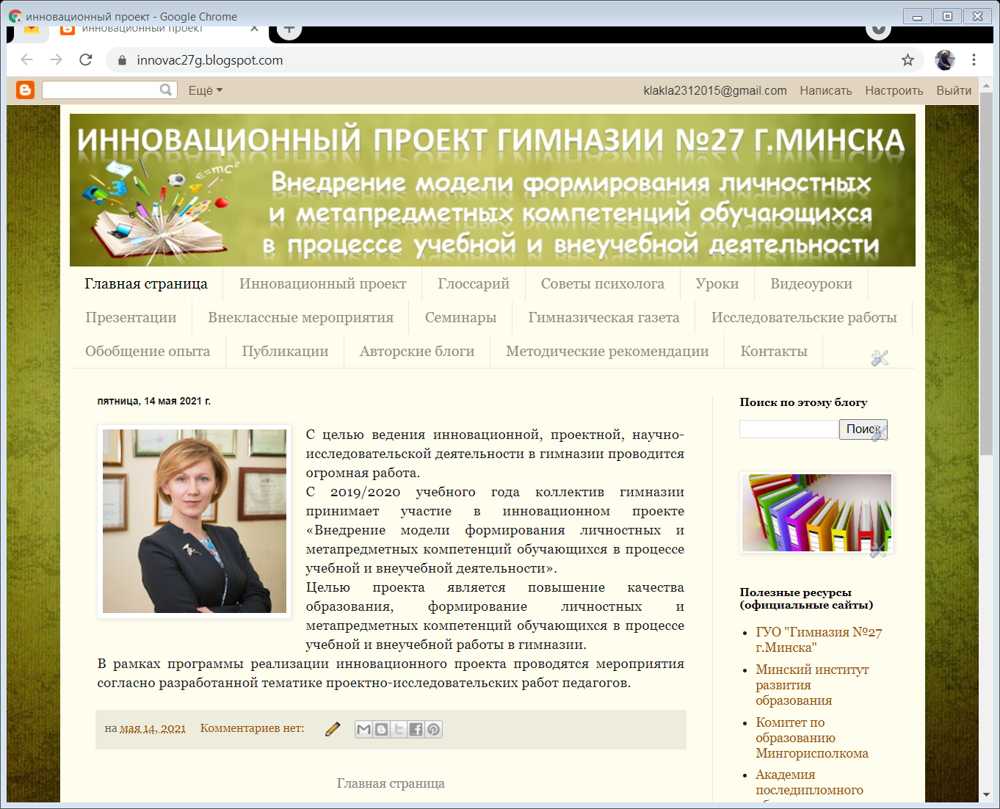 инновационный проект - Google Chrome
инновационный проект
innovac27g.blogspot.com
Ещё
klakla2312015@gmail.com Написать Настроить Выйти
ИННОВАЦИОННЫЙ ПРОЕКТ ГИМНАЗИИ №27 Г.МИНСКА
E=mc²
Внедрение модели формирования личностных
и метапредметных компетенций обучающихся
в процессе учебной и внеучебной деятельности
Главная страница Инновационный проект Глоссарий Советы психолога Уроки Видеоуроки
Презентации Внеклассные мероприятия Семинары Гимназическая газета Исследовательские работы
Обобщение опыта Публикации Авторские блоги Методические рекомендации Контакты
пятница, 14 мая 2021 г.
С целью ведения инновационной, проектной, научно-
исследовательской деятельности в гимназии проводится
огромная работа.
С 2019/2020 учебного года коллектив гимназии
принимает участие в инновационном проекте
«Внедрение модели формирования личностных и
метапредметных компетенций обучающихся в процессе
учебной и внеучебной деятельности».
Целью проекта является повышение качества
образования, формирование личностных и
метапредметных компетенций обучающихся в процессе
учебной и внеучебной работы в гимназии.
В рамках программы реализации инновационного проекта проводятся мероприятия
согласно разработанной тематике проектно-исследовательских работ педагогов.
на мая 14, 2021 Комментариев нет:
Главная страница
Поиск по этому блогу
Поиск
Полезные ресурсы
(официальные сайты)
ГУО "Гимназия №27
г.Минска"
Минский институт
развития
образования
Комитет по
образованию
Мингорисполкома
Академия
последипломного